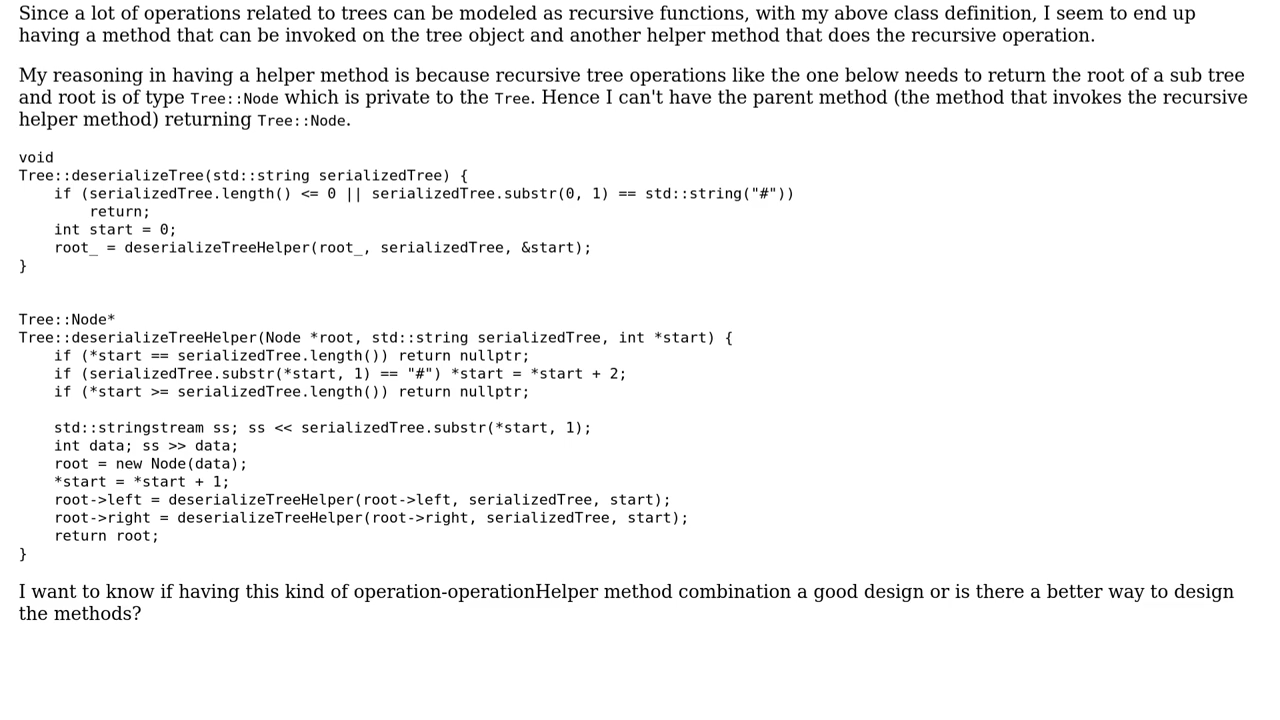 Since a lot of operations related to trees can be modeled as recursive functions, with my above class definition, I seem to end up
having a method that can be invoked on the tree object and another helper method that does the recursive operation.
My reasoning in having a helper method is because recursive tree operations like the one below needs to return the root of a sub tree
and root is of type Tree::Node which is private to the Tree. Hence I can't have the parent method (the method that invokes the recursive
helper method) returning Tree::Node.
void
Tree::deserializeTree(std::string serializedTree) {
    if (serializedTree.length() <= 0 || serializedTree.substr(0, 1) == std::string("#"))
        return;
    int start = 0;
    root_ = deserializeTreeHelper(root_, serializedTree, &start);
}
Tree::Node*
Tree::deserializeTreeHelper(Node *root, std::string serializedTree, int *start) {
    if (*start == serializedTree.length()) return nullptr;
    if (serializedTree.substr(*start, 1) == "#") *start = *start + 2;
    if (*start >= serializedTree.length()) return nullptr;
    std::stringstream ss; ss << serializedTree.substr(*start, 1);
    int data; ss >> data;
    root = new Node(data);
    *start = *start + 1;
    root->left = deserializeTreeHelper(root->left, serializedTree, start);
    root->right = deserializeTreeHelper(root->right, serializedTree, start);
    return root;
}
I want to know if having this kind of operation-operationHelper method combination a good design or is there a better way to design
the methods?